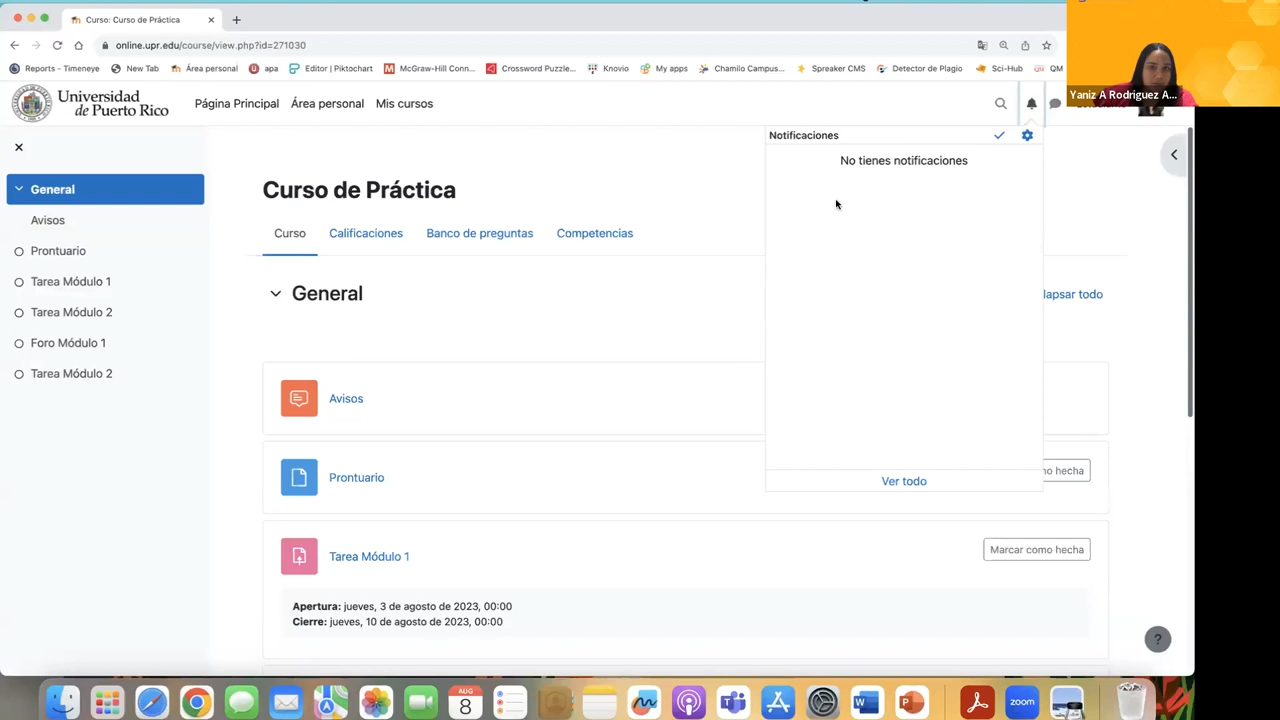 Curso: Curso de Práctica
online.upr.edu/course/view.php?id=271030
Reports - Timeneye
New Tab
Área personal
apa
Editor | Piktochart
McGraw-Hill Conn...
Crossword Puzzle...
Knovio
My apps
Chamilo Campus...
Spreaker CMS
Detector de Plagio
Sci-Hub
QM
Yaniz A Rodriguez A...
Universidad
de Puerto Rico
Página Principal
Área personal
Mis cursos
Notificaciones
No tienes notificaciones
Ver todo
General
Avisos
Prontuario
Tarea Módulo 1
Tarea Módulo 2
Foro Módulo 1
Tarea Módulo 2
Curso de Práctica
Curso
Calificaciones
Banco de preguntas
Competencias
General
lapsar todo
Avisos
Prontuario
mo hecha
Tarea Módulo 1
Marcar como hecha
Apertura: jueves, 3 de agosto de 2023, 00:00
Cierre: jueves, 10 de agosto de 2023, 00:00
?
AUG
8
zoom